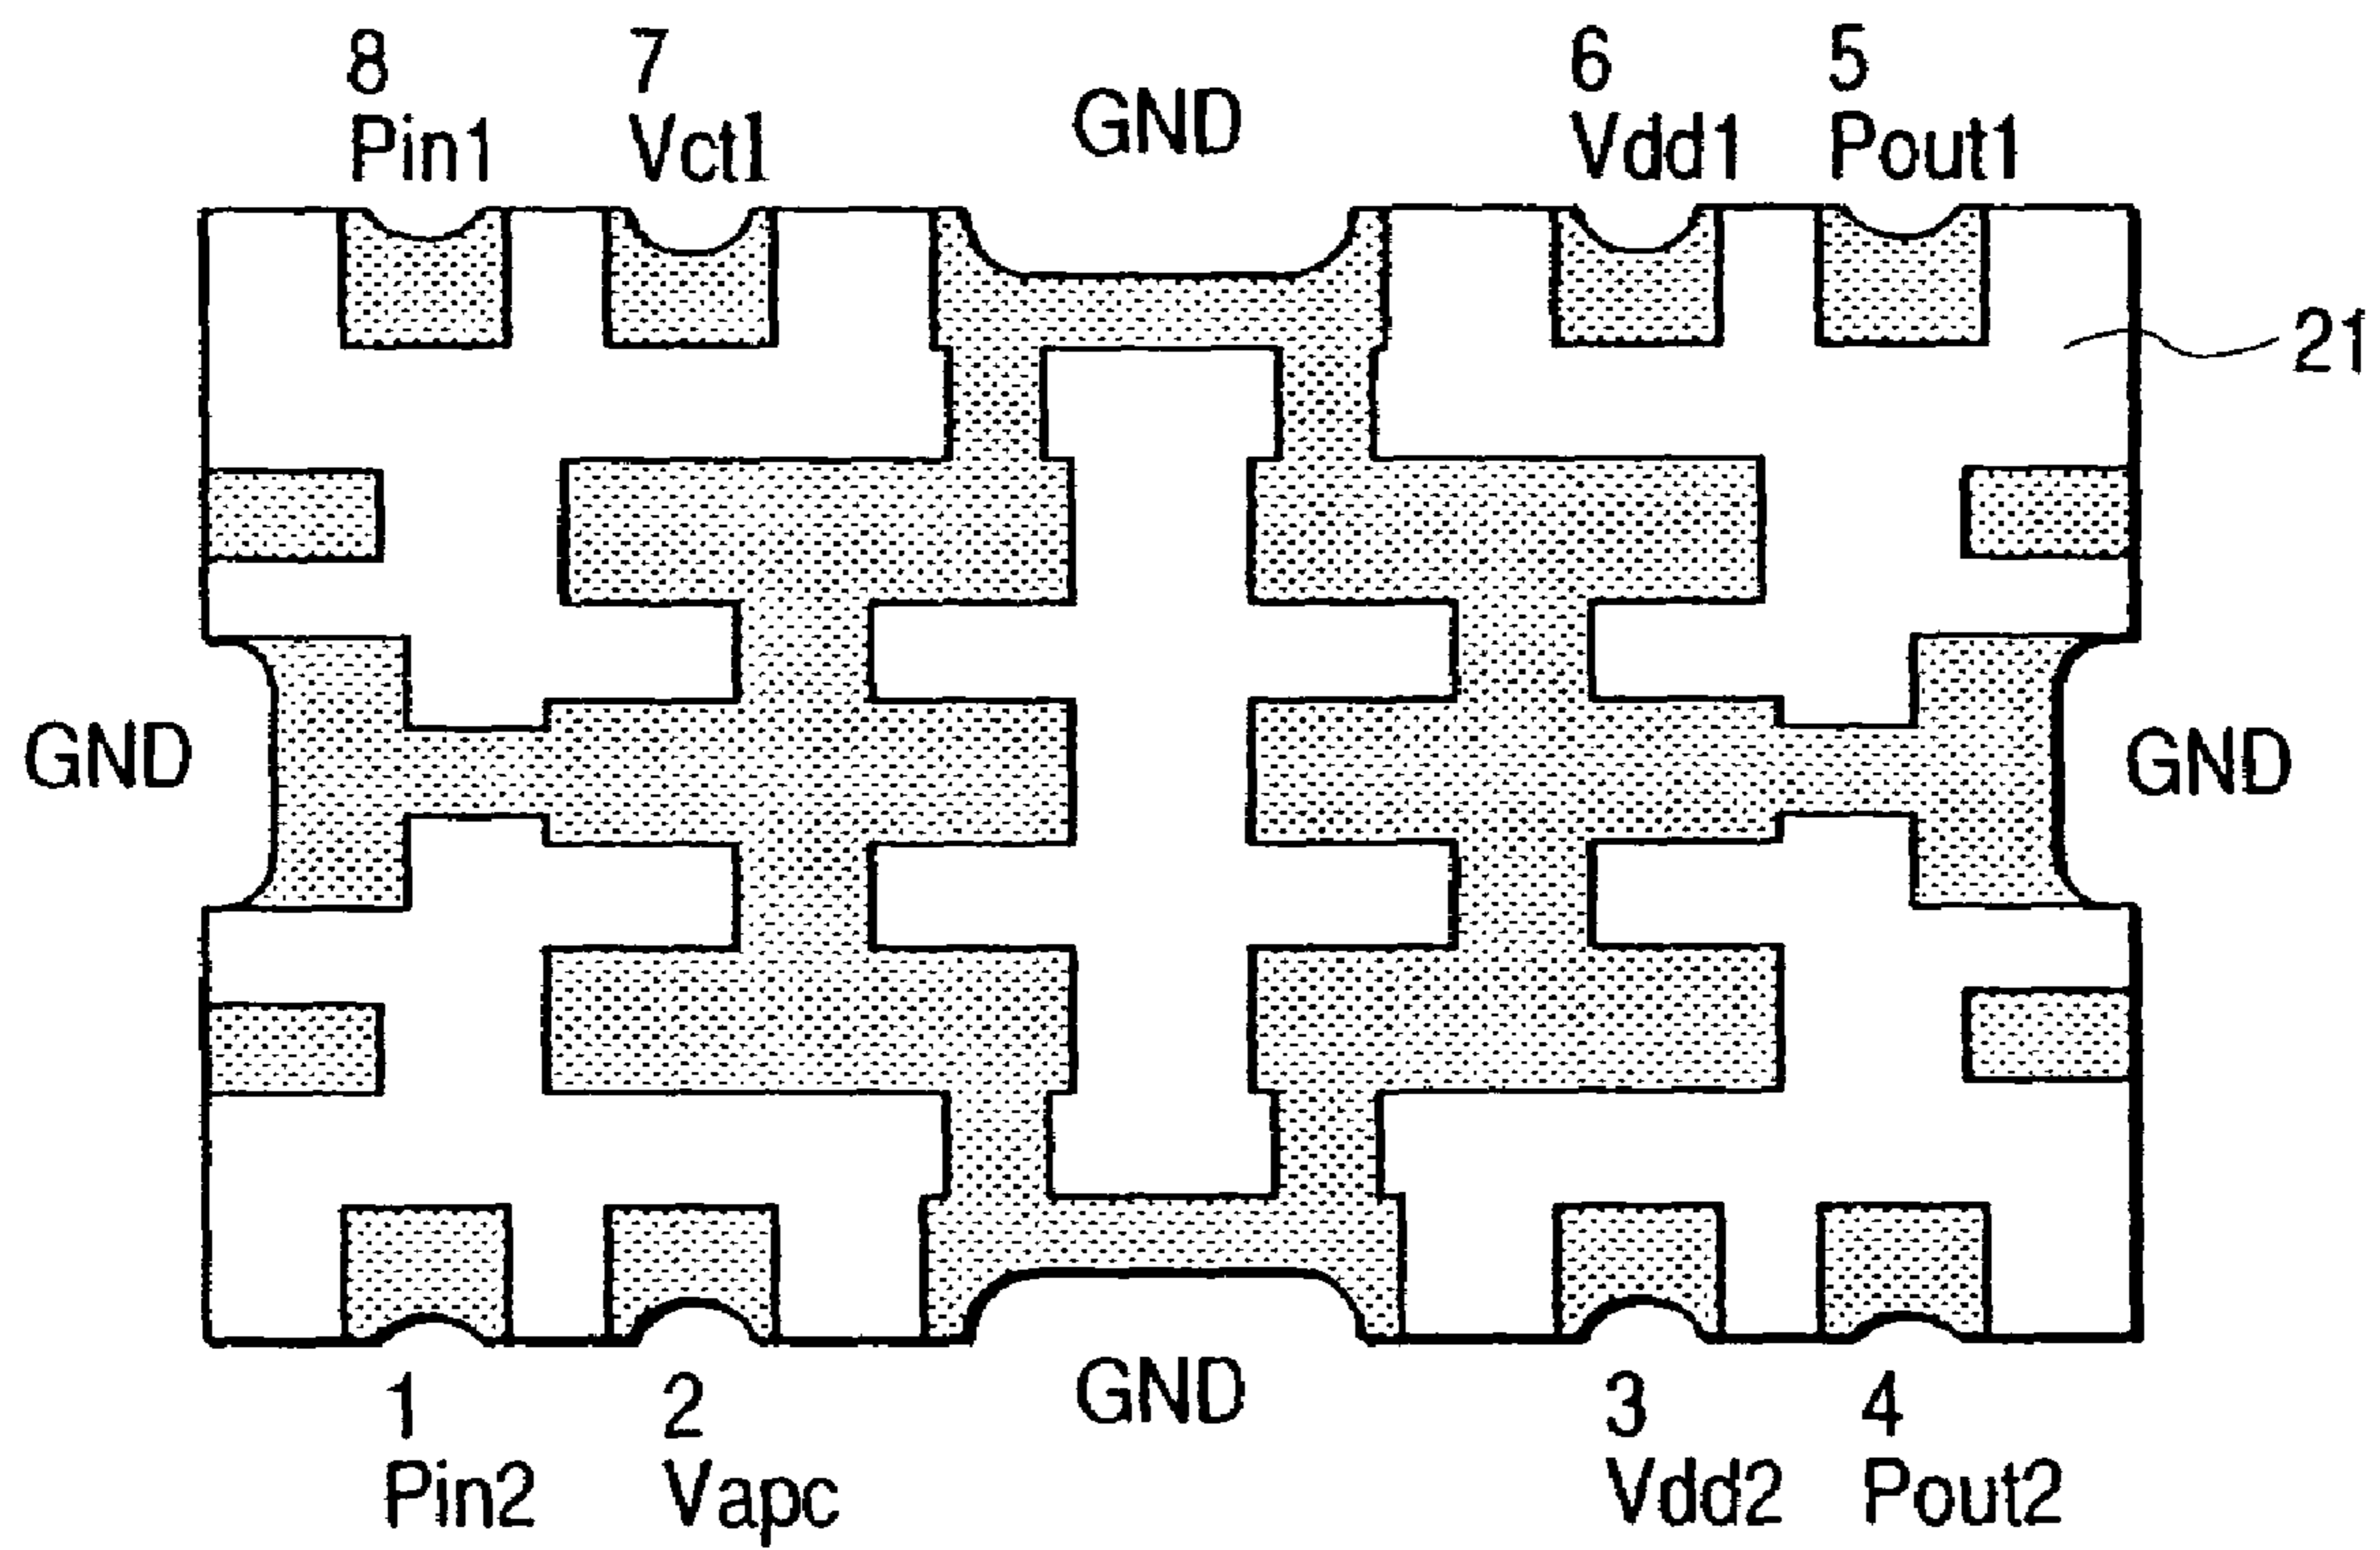 8 7 6 5
Pin1 Vctl GND Vdd1 Pout1
21
GND GND
1 2 GND 3 4
Pin2 Vapc Vdd2 Pout2